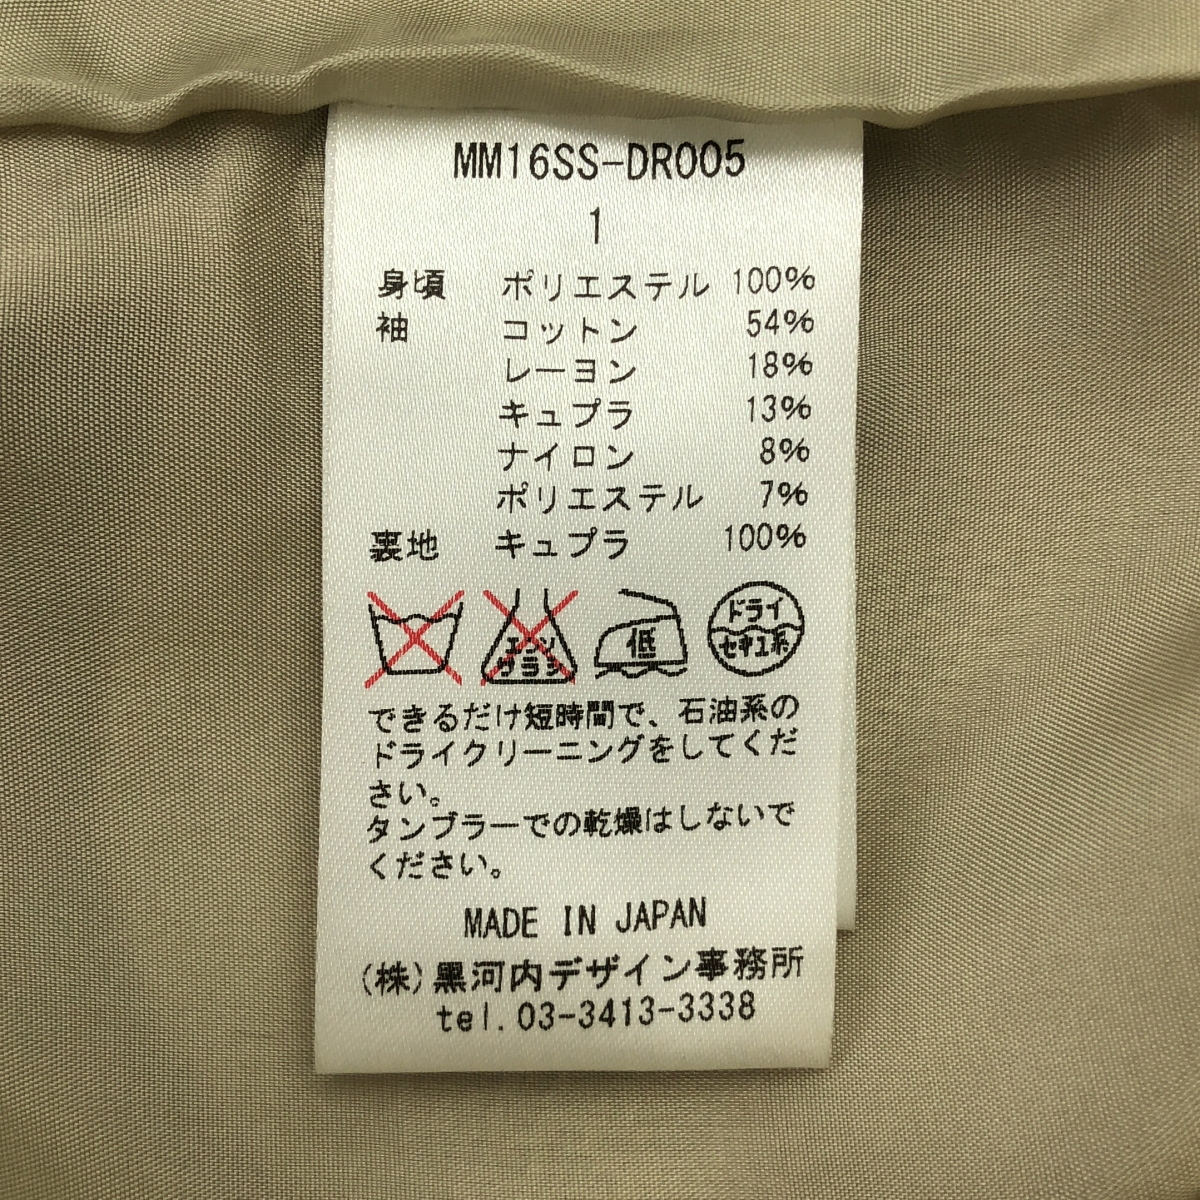 MM16SS-DR005
1
身頃 ポリエステル 100%
袖 コットン 54%
レーヨン 18%
キュプラ 13%
ナイロン 8%
ポリエステル 7%
裏地 キュプラ 100%
エンソ サラシ 低 ドライ セキユ系
できるだけ短時間で、石油系の
ドライクリーニングをしてくだ
さい。
タンブラーでの乾燥はしないで
ください。
MADE IN JAPAN
(株)黒河内デザイン事務所
tel.03-3413-3338